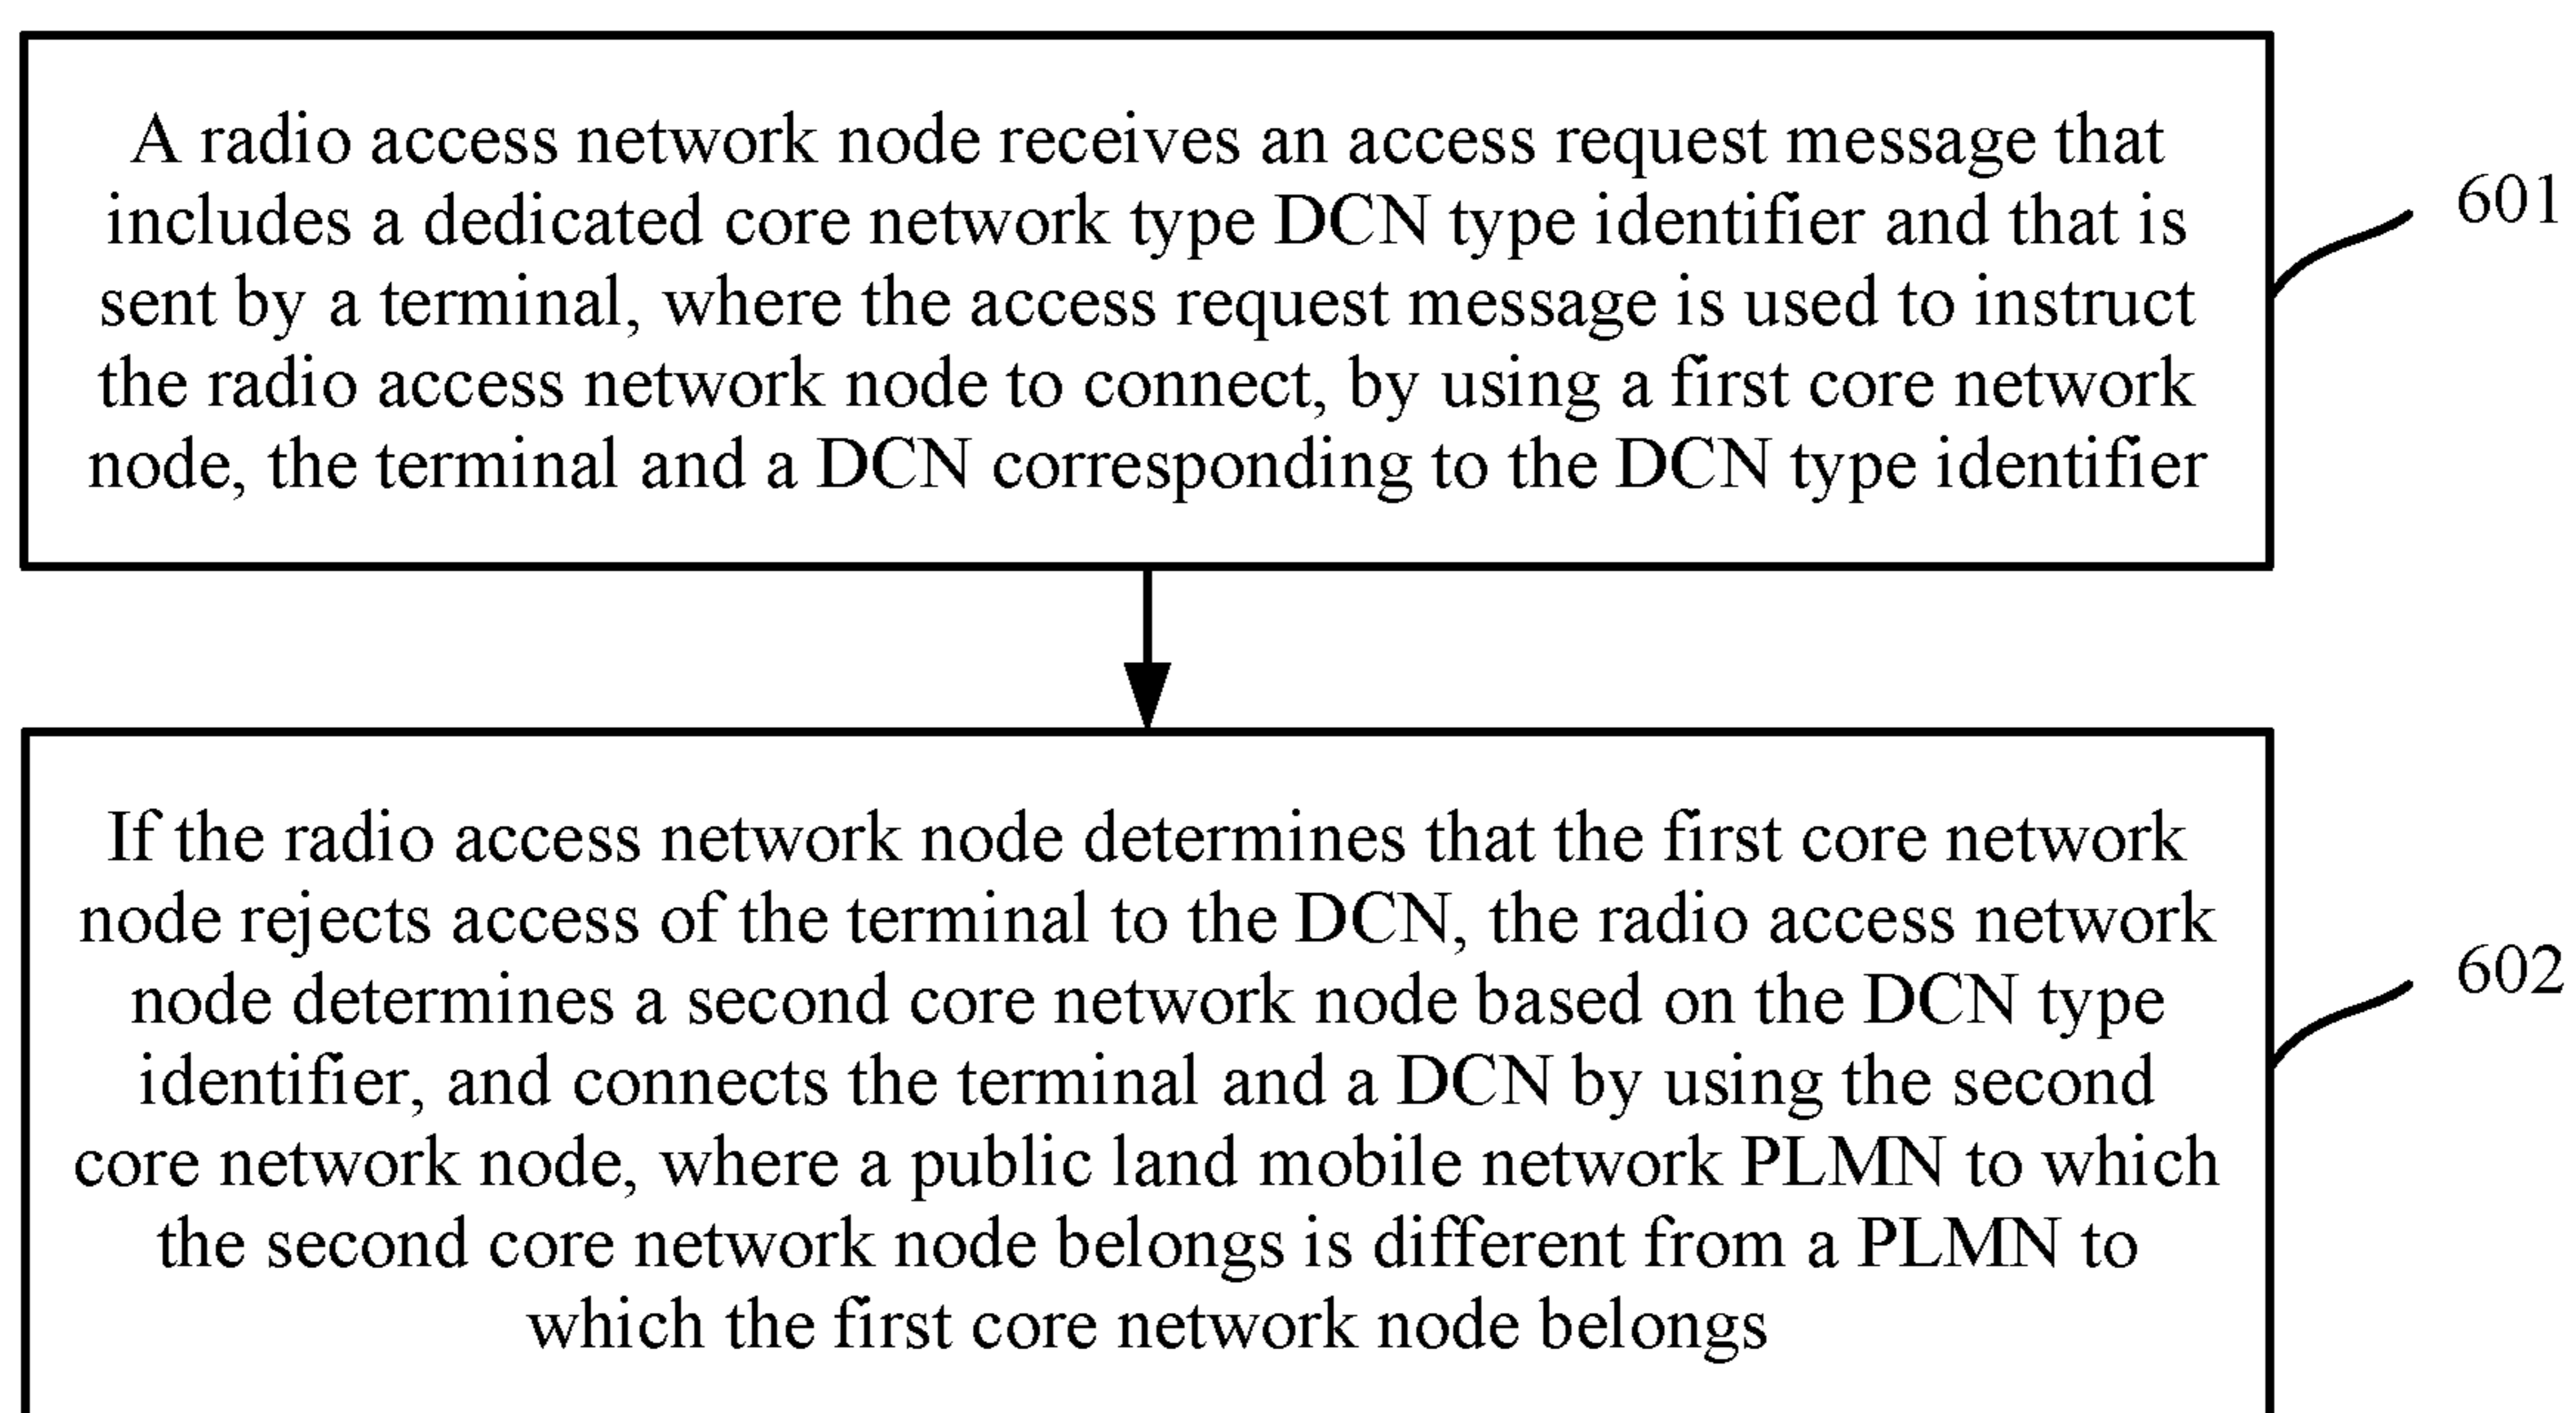 A radio access network node receives an access request message that
includes a dedicated core network type DCN type identifier and that is
sent by a terminal, where the access request message is used to instruct
the radio access network node to connect, by using a first core network
node, the terminal and a DCN corresponding to the DCN type identifier
601
If the radio access network node determines that the first core network
node rejects access of the terminal to the DCN, the radio access network
node determines a second core network node based on the DCN type
identifier, and connects the terminal and a DCN by using the second
core network node, where a public land mobile network PLMN to which
the second core network node belongs is different from a PLMN to
which the first core network node belongs
602